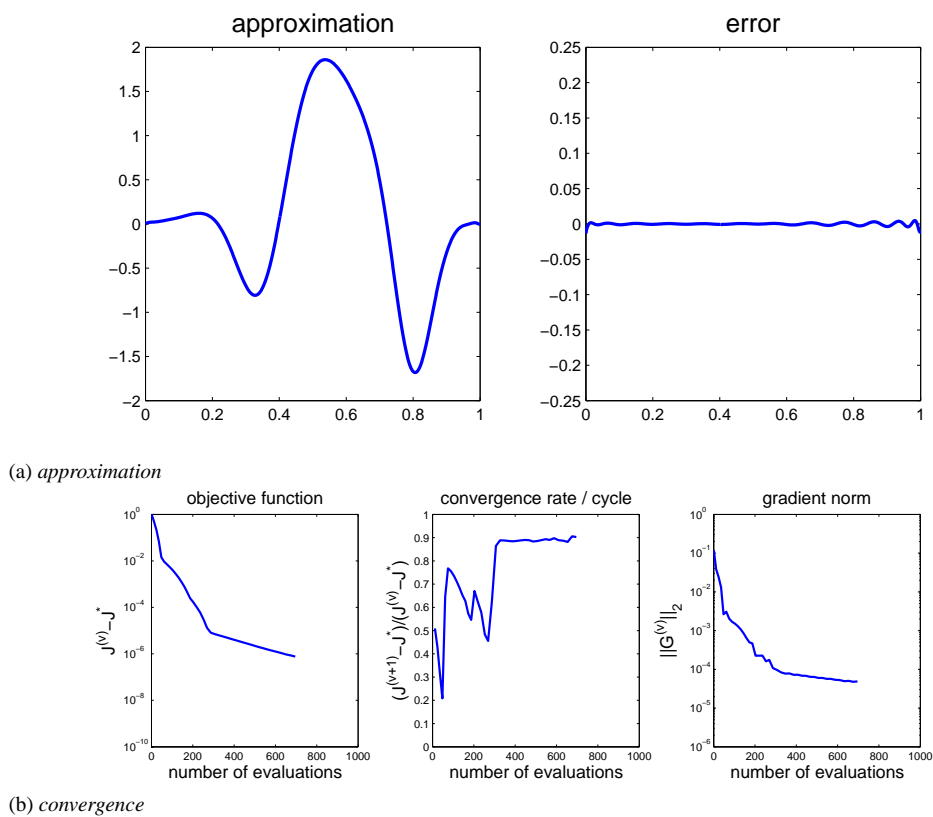 approximation
error
2
1.5
1
0.5
0
−0.5
−1
−1.5
−2
0 0.2 0.4 0.6 0.8 1
0.25
0.2
0.15
0.1
0.05
0
−0.05
−0.1
−0.15
−0.2
−0.25
0 0.2 0.4 0.6 0.8 1
(a) approximation
objective function
J^(v)−J^*
10^0
10^−2
10^−4
10^−6
10^−8
10^−10
0 200 400 600 800 1000
number of evaluations
convergence rate / cycle
(J^(v+1)−J^*)/(J^(v)−J^*)
1
0.9
0.8
0.7
0.6
0.5
0.4
0.3
0.2
0.1
0
0 200 400 600 800 1000
number of evaluations
gradient norm
||G^(v)||_2
10^0
10^−1
10^−2
10^−3
10^−4
10^−5
10^−6
0 200 400 600 800 1000
number of evaluations
(b) convergence